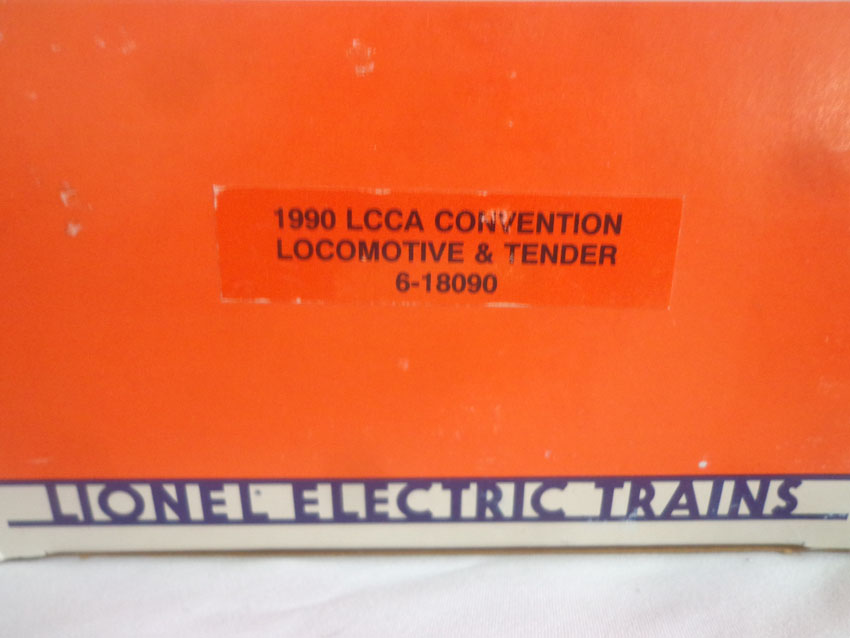 1990 LCCA CONVENTION
LOCOMOTIVE & TENDER
6-18090
LIONEL ELECTRIC TRAINS